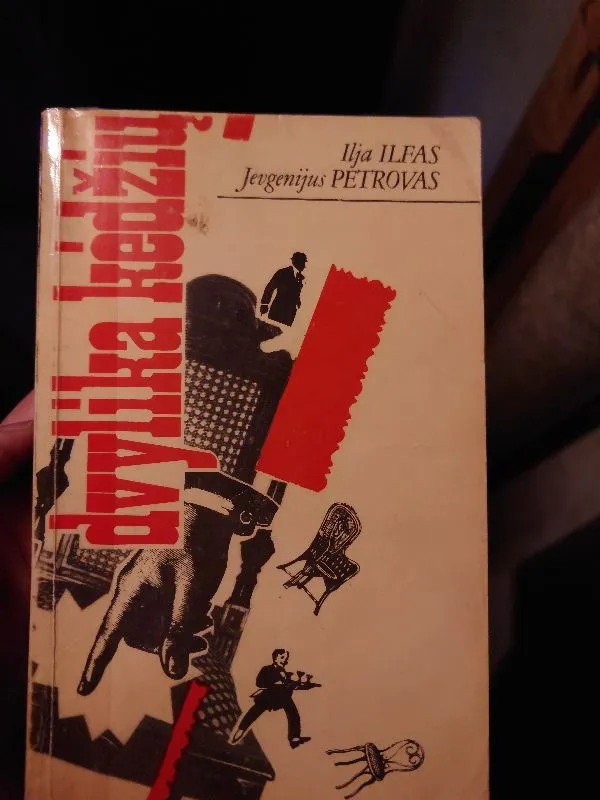 Ilja ILFAS
Jevgenijus PETROVAS
dvylika kėdžių